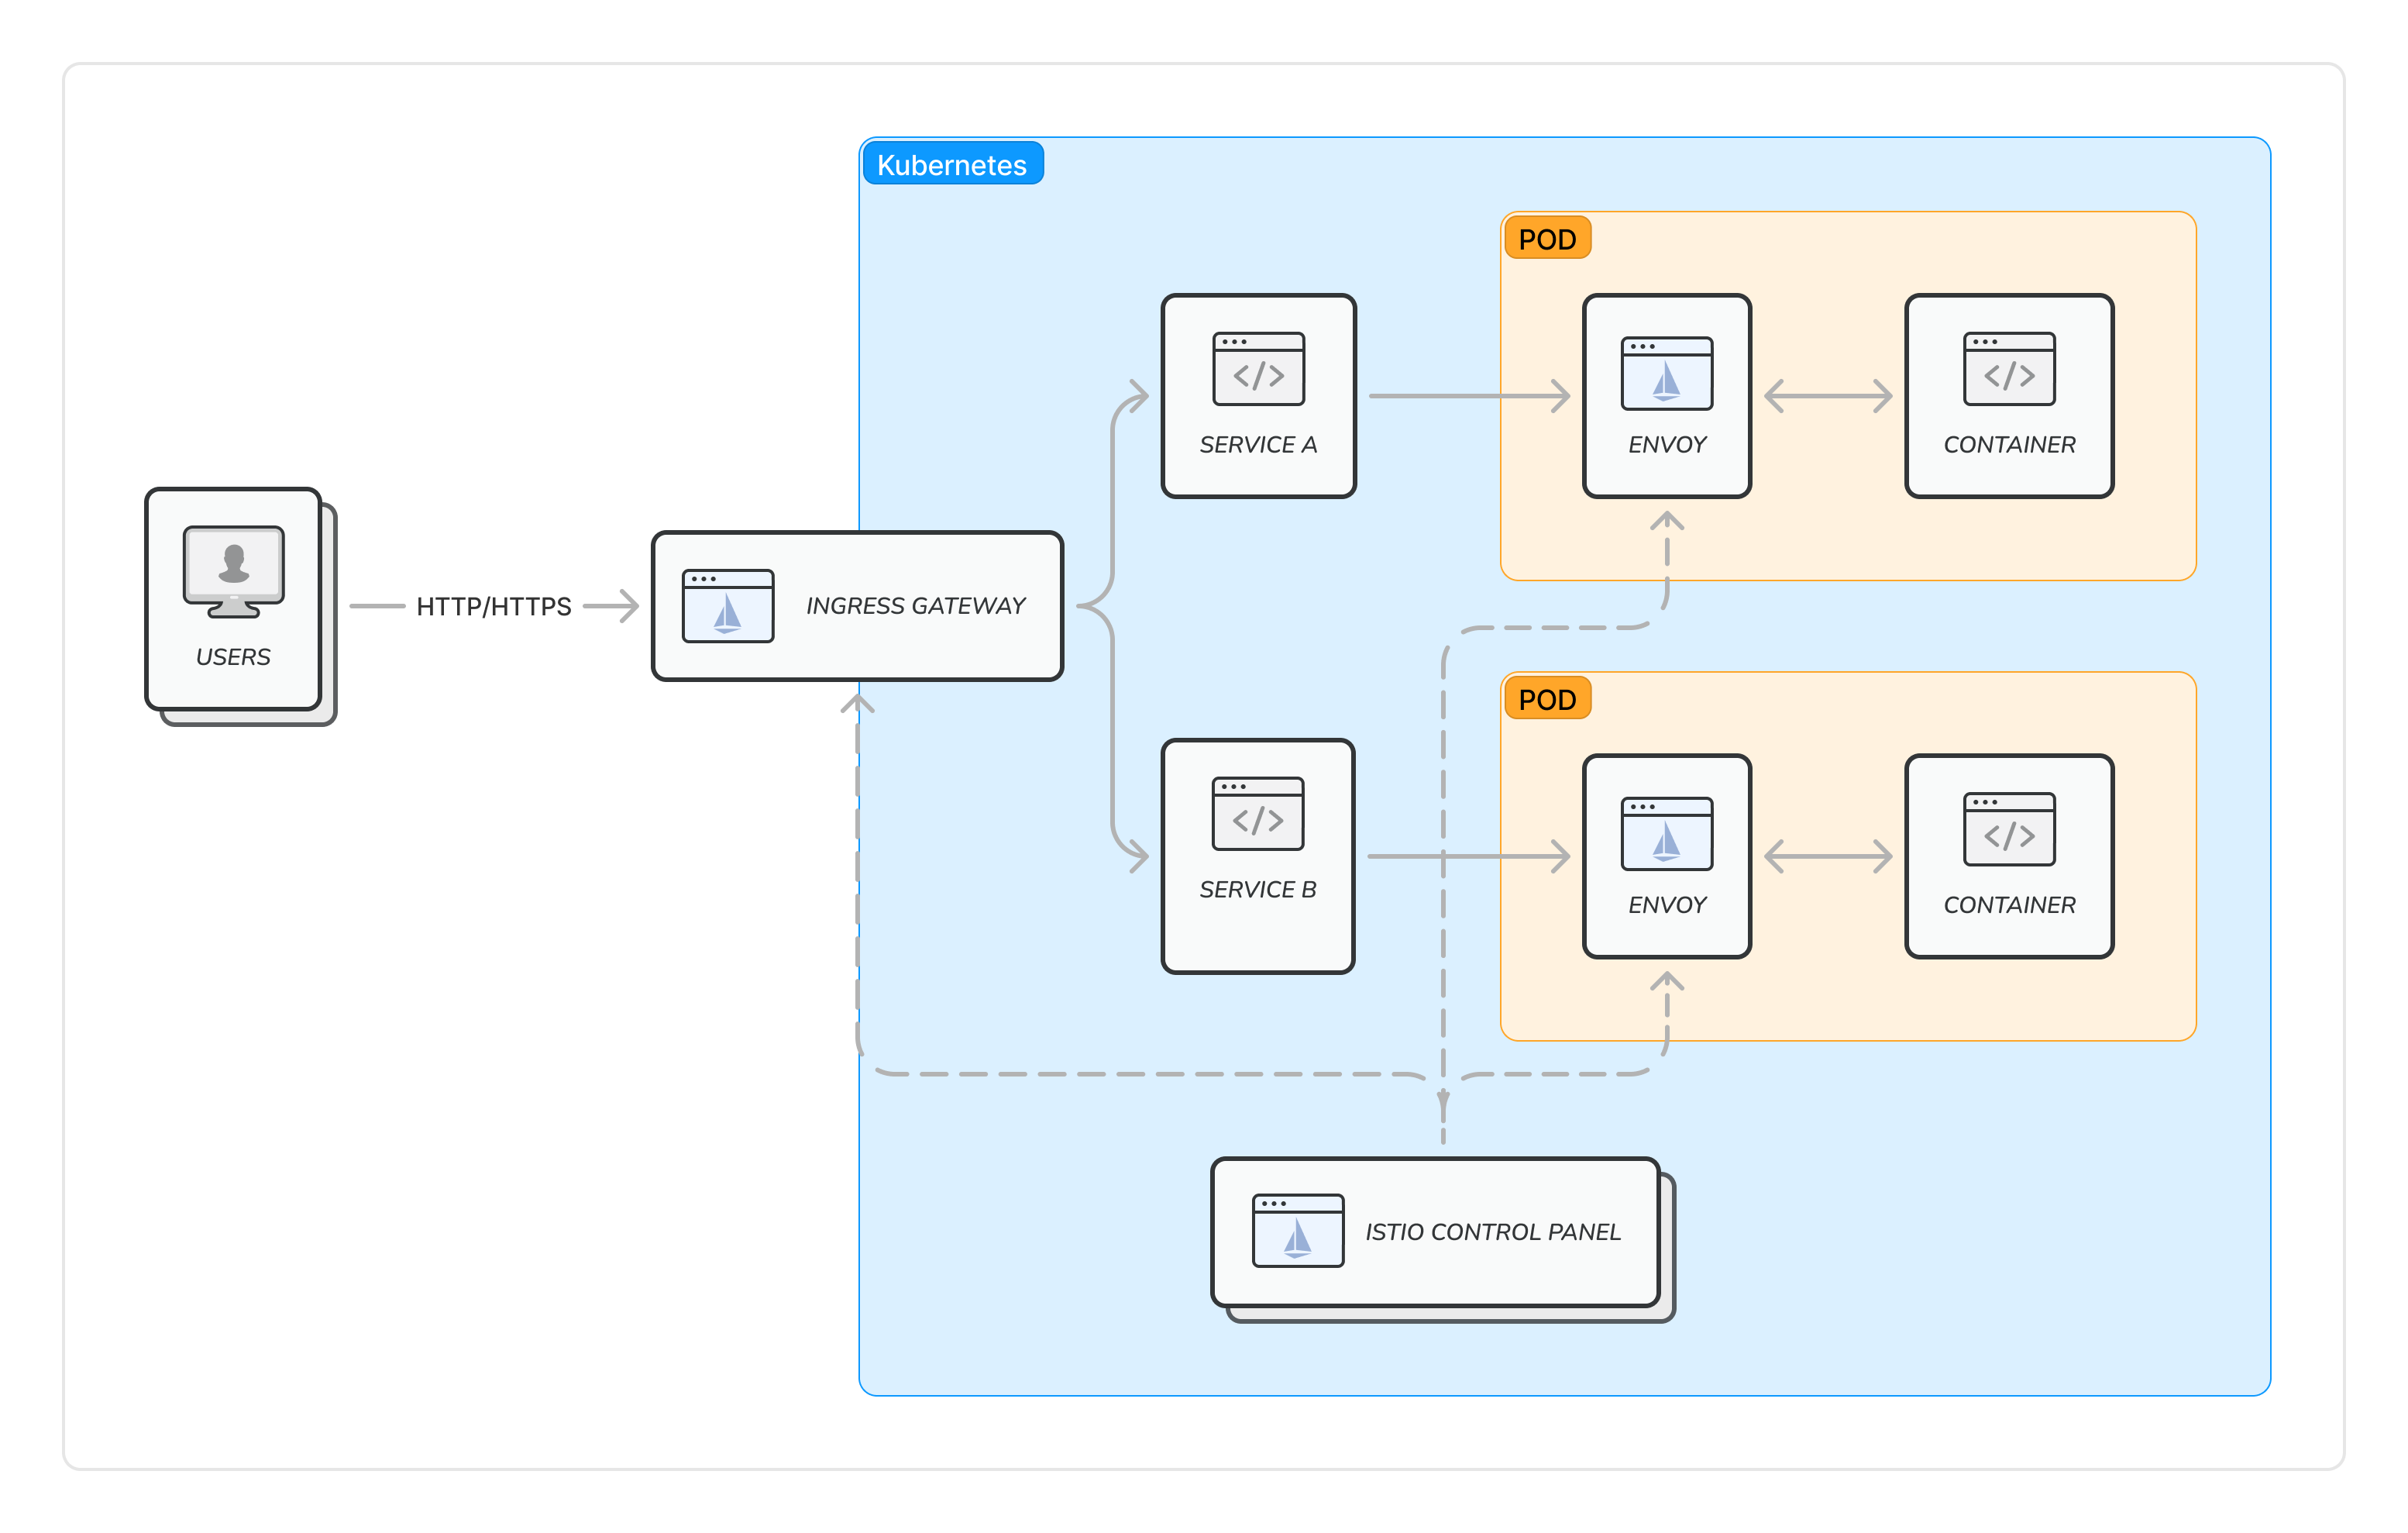 Kubernetes
POD
SERVICE A
ENVOY
CONTAINER
USERS
HTTP/HTTPS
INGRESS GATEWAY
POD
SERVICE B
ENVOY
CONTAINER
ISTIO CONTROL PANEL